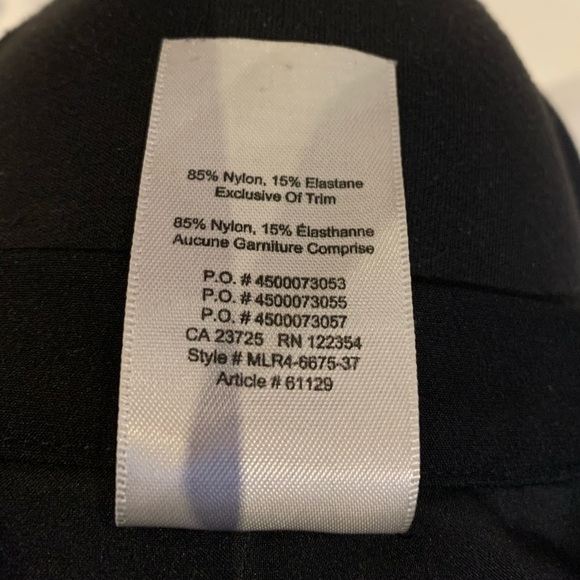 85% Nylon, 15% Elastane
Exclusive Of Trim
85% Nylon, 15% Élasthanne
Aucune Garniture Comprise
P.O. # 4500073053
P.O. # 4500073055
P.O. # 4500073057
CA 23725 RN 122354
Style # MLR4-6675-37
Article # 61129